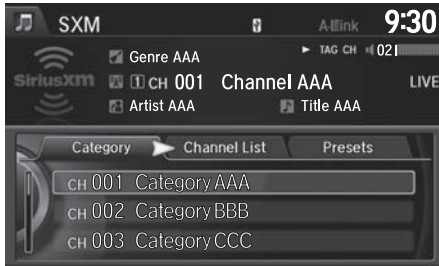 SXM A-Link 9:30
Genre AAA ► TAG CH 021
SiriusXM 1 CH 001 Channel AAA LIVE
Artist AAA Title AAA
Category Channel List Presets
CH 001 Category AAA
CH 002 Category BBB
CH 003 Category CCC